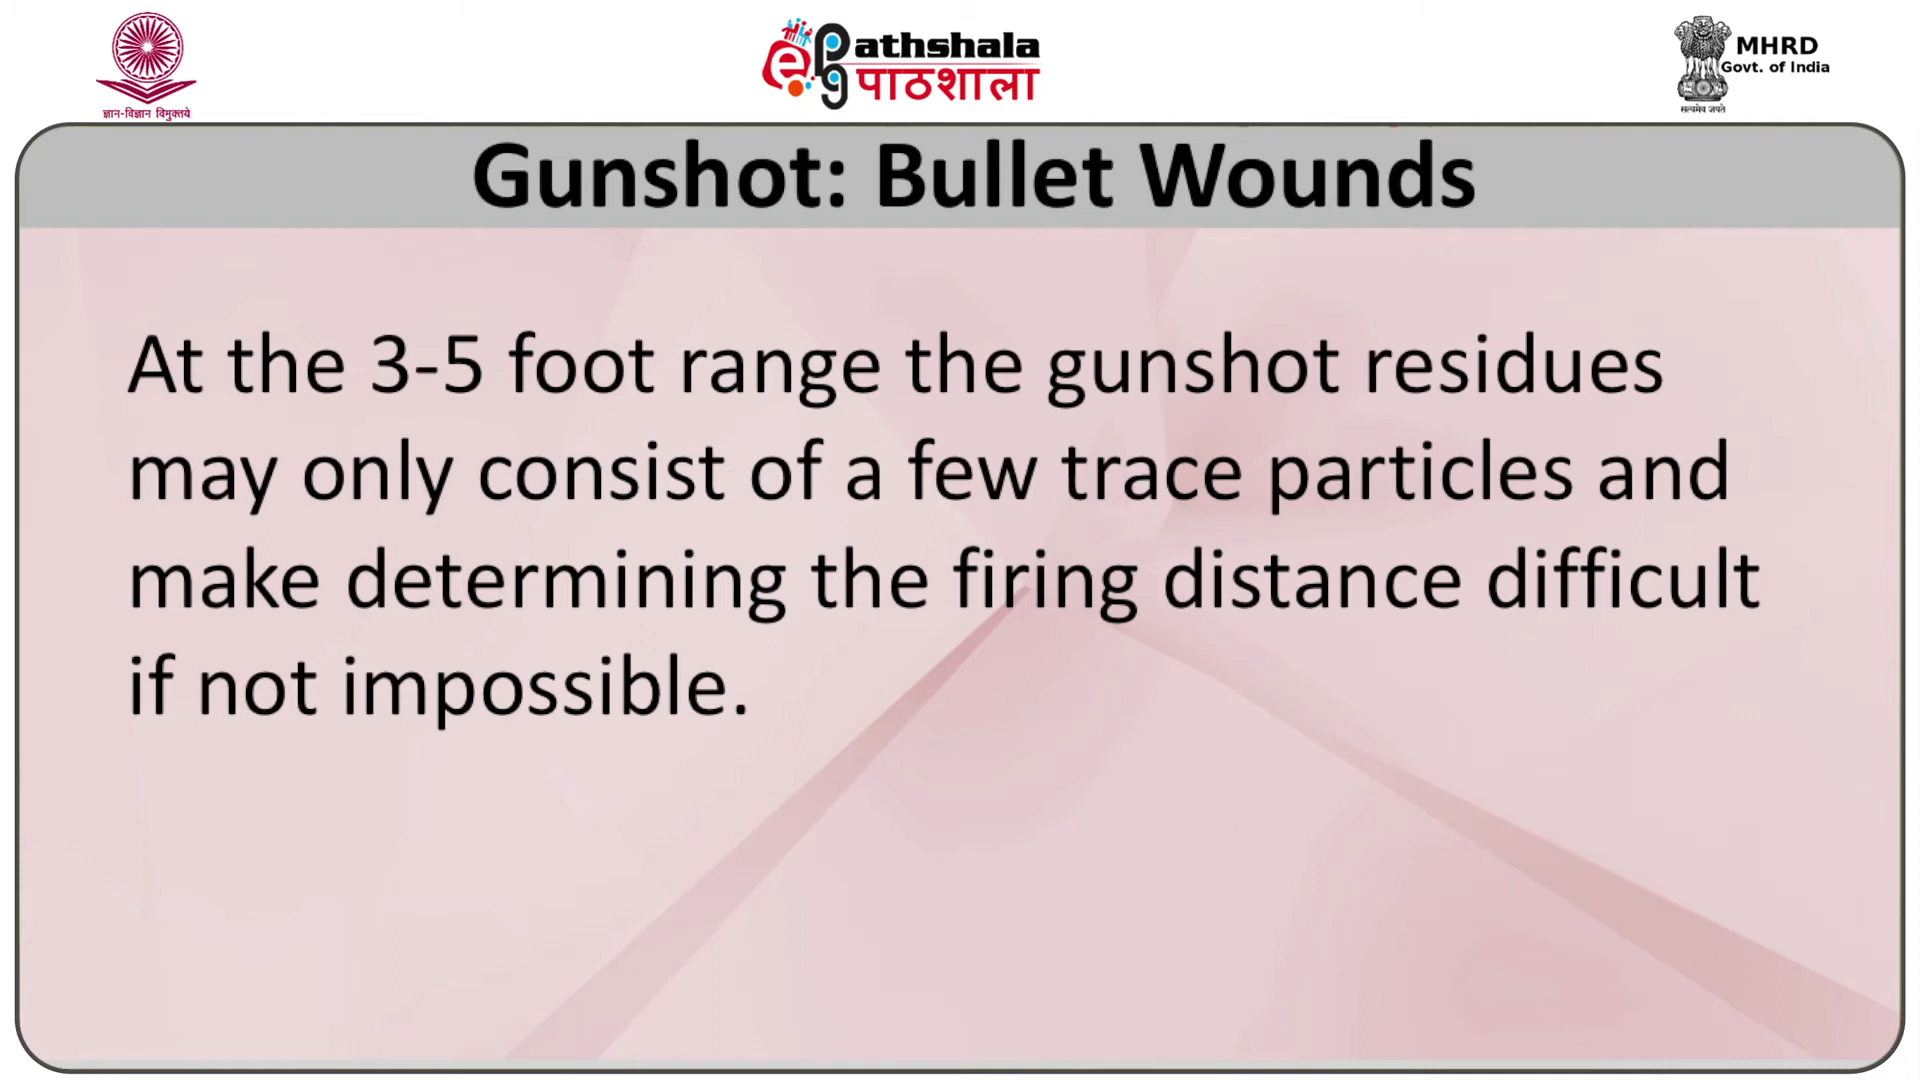 ज्ञान-विज्ञान विमुक्तये
ePathshala
पाठशाला
MHRD
Govt. of India
सत्यमेव जयते
Gunshot: Bullet Wounds
At the 3-5 foot range the gunshot residues
may only consist of a few trace particles and
make determining the firing distance difficult
if not impossible.